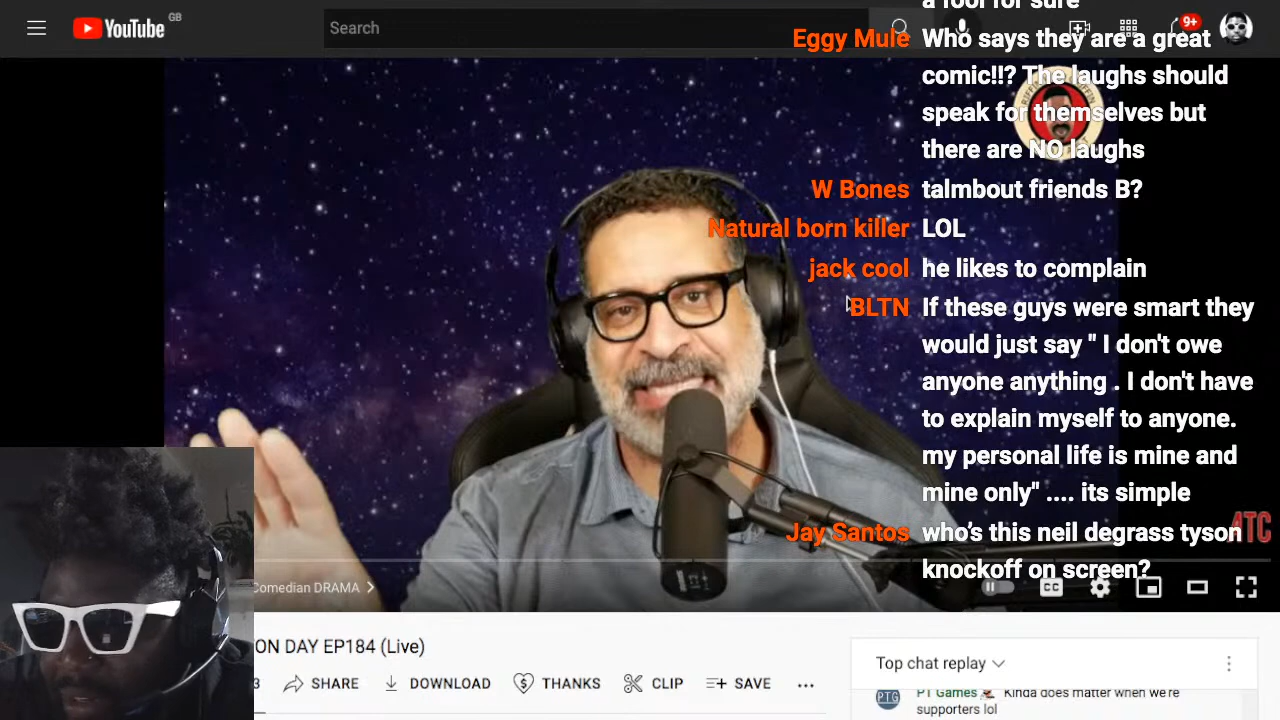 YouTube GB
Search
9+
a fool for sure
Eggy Mule Who says they are a great
comic!!? The laughs should
speak for themselves but
there are NO laughs
W Bones talmbout friends B?
Natural born killer LOL
jack cool he likes to complain
BLTN If these guys were smart they
would just say " I don't owe
anyone anything . I don't have
to explain myself to anyone.
my personal life is mine and
mine only" .... its simple
Jay Santos who's this neil degrass tyson
knockoff on screen?
ATC
Comedian DRAMA
CC
ON DAY EP184 (Live)
3 SHARE DOWNLOAD THANKS CLIP SAVE ...
Top chat replay
PTG PT Games Kinda does matter when we're
supporters lol